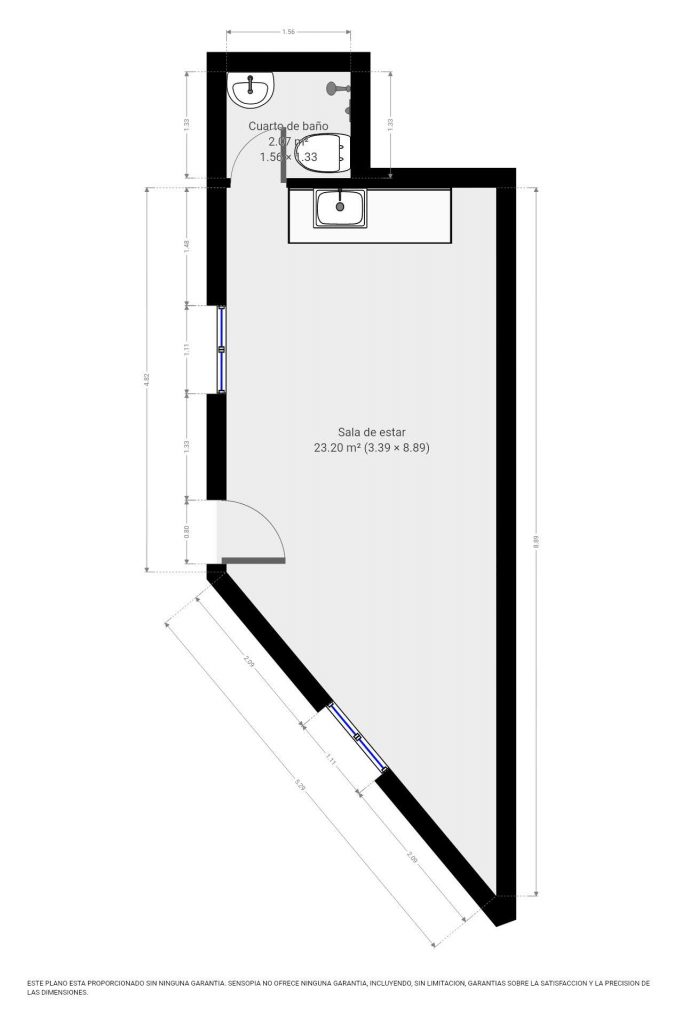 1.56
1.33
1.33
Cuarto de baño
2.07 m²
1.56 × 1.33
1.48
1.11
4.82
1.33
0.80
Sala de estar
23.20 m² (3.39 × 8.89)
8.89
2.09
1.11
5.29
2.09
ESTE PLANO ESTA PROPORCIONADO SIN NINGUNA GARANTIA. SENSOPIA NO OFRECE NINGUNA GARANTIA, INCLUYENDO, SIN LIMITACION, GARANTIAS SOBRE LA SATISFACCION Y LA PRECISION DE
LAS DIMENSIONES.